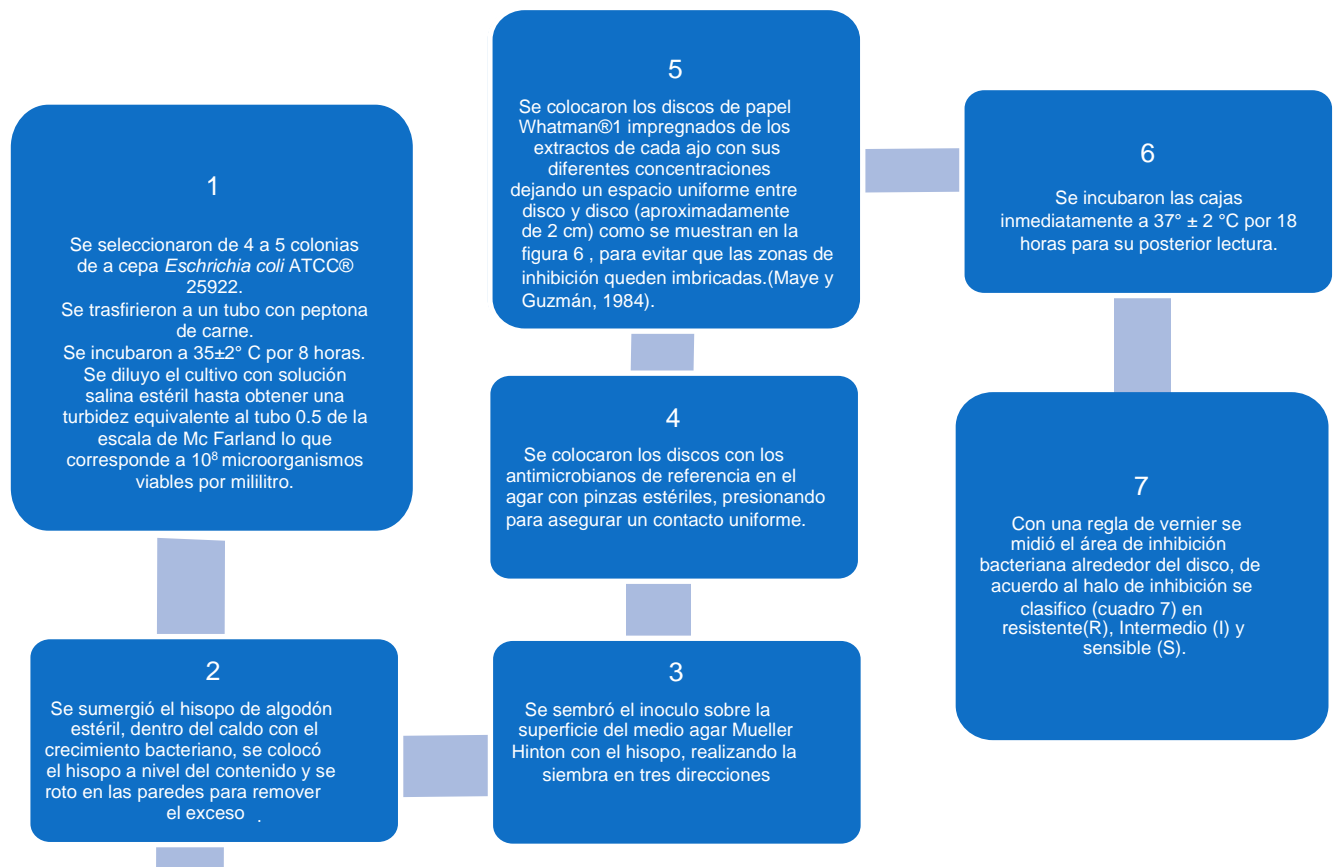 1
Se seleccionaron de 4 a 5 colonias
de a cepa Eschrichia coli ATCC®
25922.
Se trasfirieron a un tubo con peptona
de carne.
Se incubaron a 35±2° C por 8 horas.
Se diluyo el cultivo con solución
salina estéril hasta obtener una
turbidez equivalente al tubo 0.5 de la
escala de Mc Farland lo que
corresponde a 10⁸ microorganismos
viables por mililitro.
2
Se sumergió el hisopo de algodón
estéril, dentro del caldo con el
crecimiento bacteriano, se colocó
el hisopo a nivel del contenido y se
roto en las paredes para remover
el exceso .
3
Se sembró el inoculo sobre la
superficie del medio agar Mueller
Hinton con el hisopo, realizando la
siembra en tres direcciones
4
Se colocaron los discos con los
antimicrobianos de referencia en el
agar con pinzas estériles, presionando
para asegurar un contacto uniforme.
5
Se colocaron los discos de papel
Whatman®1 impregnados de los
extractos de cada ajo con sus
diferentes concentraciones
dejando un espacio uniforme entre
disco y disco (aproximadamente
de 2 cm) como se muestran en la
figura 6 , para evitar que las zonas de
inhibición queden imbricadas.(Maye y
Guzmán, 1984).
6
Se incubaron las cajas
inmediatamente a 37° ± 2 °C por 18
horas para su posterior lectura.
7
Con una regla de vernier se
midió el área de inhibición
bacteriana alrededor del disco, de
acuerdo al halo de inhibición se
clasifico (cuadro 7) en
resistente(R), Intermedio (I) y
sensible (S).